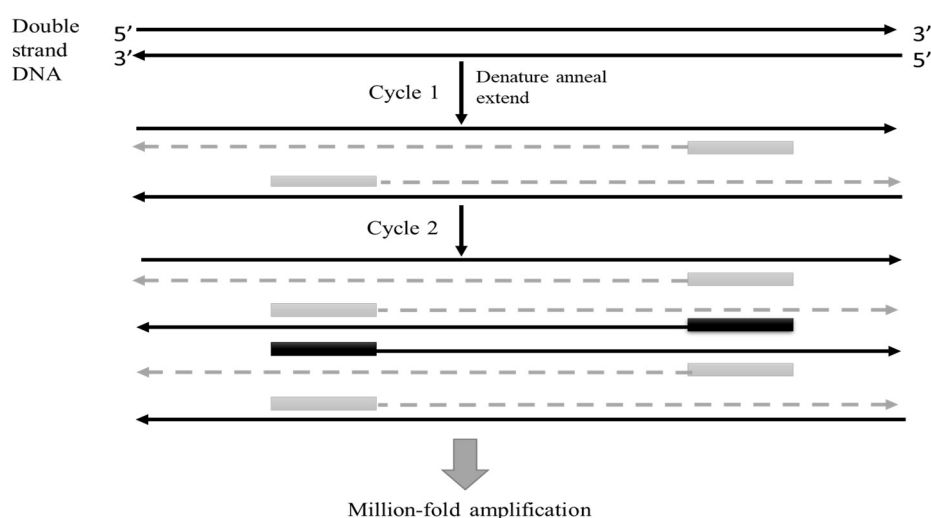 Double
strand
DNA
5’
3’
3’
5’
Cycle 1
Denature anneal
extend
Cycle 2
Million-fold amplification